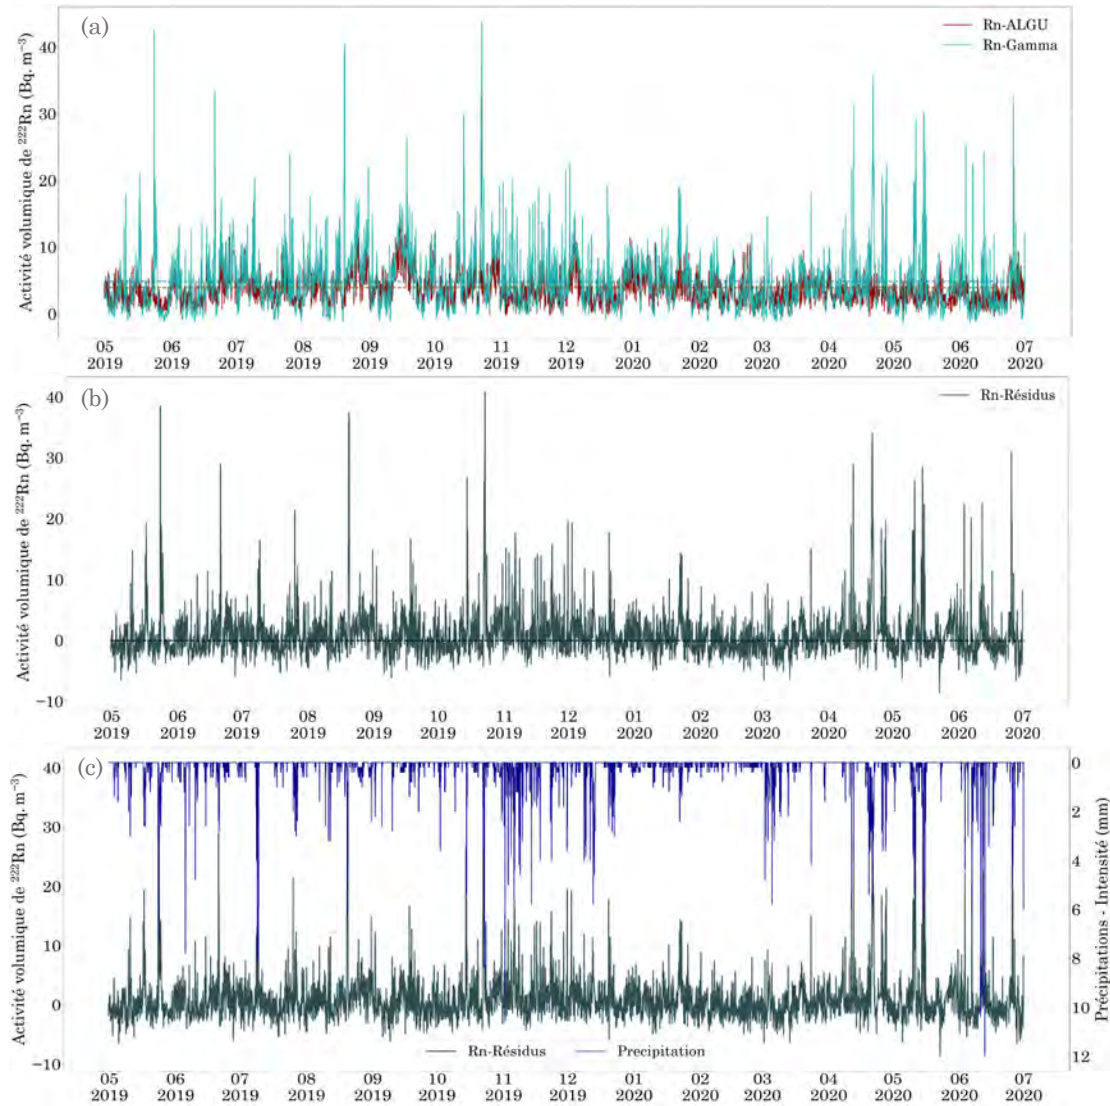 (a)
Rn-ALGU
Rn-Gamma
Activité volumique de ²²²Rn (Bq. m⁻³)
40
30
20
10
0
05 06 07 08 09 10 11 12 01 02 03 04 05 06 07
2019 2019 2019 2019 2019 2019 2019 2019 2020 2020 2020 2020 2020 2020 2020
(b)
Rn-Résidus
Activité volumique de ²²²Rn (Bq. m⁻³)
40
30
20
10
0
−10
05 06 07 08 09 10 11 12 01 02 03 04 05 06 07
2019 2019 2019 2019 2019 2019 2019 2019 2020 2020 2020 2020 2020 2020 2020
(c)
Activité volumique de ²²²Rn (Bq. m⁻³)
40
30
20
10
0
−10
0
2
4
6
8
10
12
Précipitations - Intensité (mm)
Rn-Résidus
Precipitation
05 06 07 08 09 10 11 12 01 02 03 04 05 06 07
2019 2019 2019 2019 2019 2019 2019 2019 2020 2020 2020 2020 2020 2020 2020